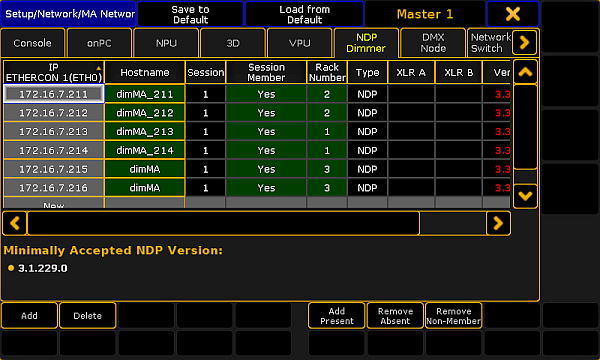 Setup/Network/MA Networ
Save to Default
Load from Default
Master 1
X
Console
onPC
NPU
3D
VPU
NDP Dimmer
DMX Node
Network Switch
IP ETHERCON 1(ETH0)
Hostname
Session
Session Member
Rack Number
Type
XLR A
XLR B
Ver
172.16.7.211 dimMA_211 1 Yes 2 NDP 3.3
172.16.7.212 dimMA_212 1 Yes 2 NDP 3.3
172.16.7.213 dimMA_213 1 Yes 1 NDP 3.3
172.16.7.214 dimMA_214 1 Yes 1 NDP 3.3
172.16.7.215 dimMA 1 Yes 3 NDP 3.3
172.16.7.216 dimMA 1 Yes 3 NDP 3.3
New
Minimally Accepted NDP Version:
3.1.229.0
Add
Delete
Add Present
Remove Absent
Remove Non-Member